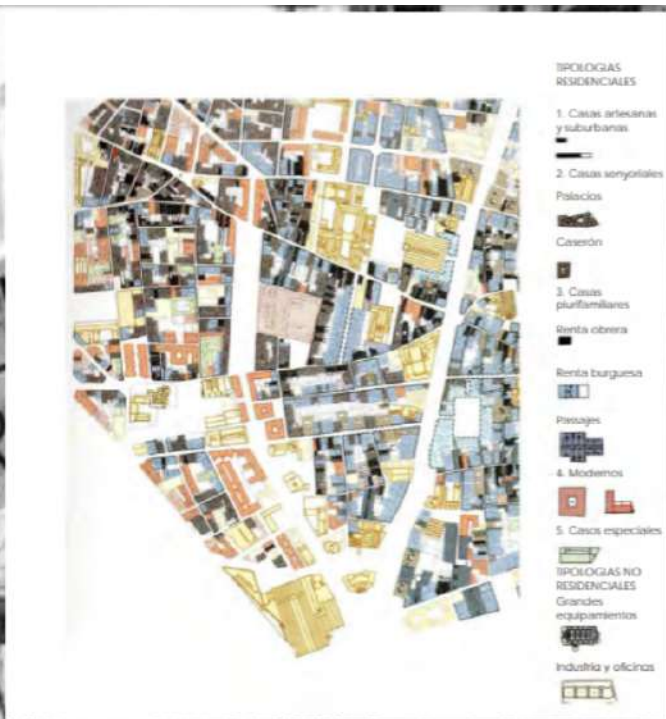 TIPOLOGIAS
RESIDENCIALES
1. Casas artesanas
y suburbanas
2. Casas senyoriales
Palacios
Caserón
3. Casas
plurifamiliares
Renta obrera
Renta burguesa
Passajes
4. Modernos
5. Casos especiales
TIPOLOGIAS NO
RESIDENCIALES
Grandes
equipamientos
Industria y oficinas